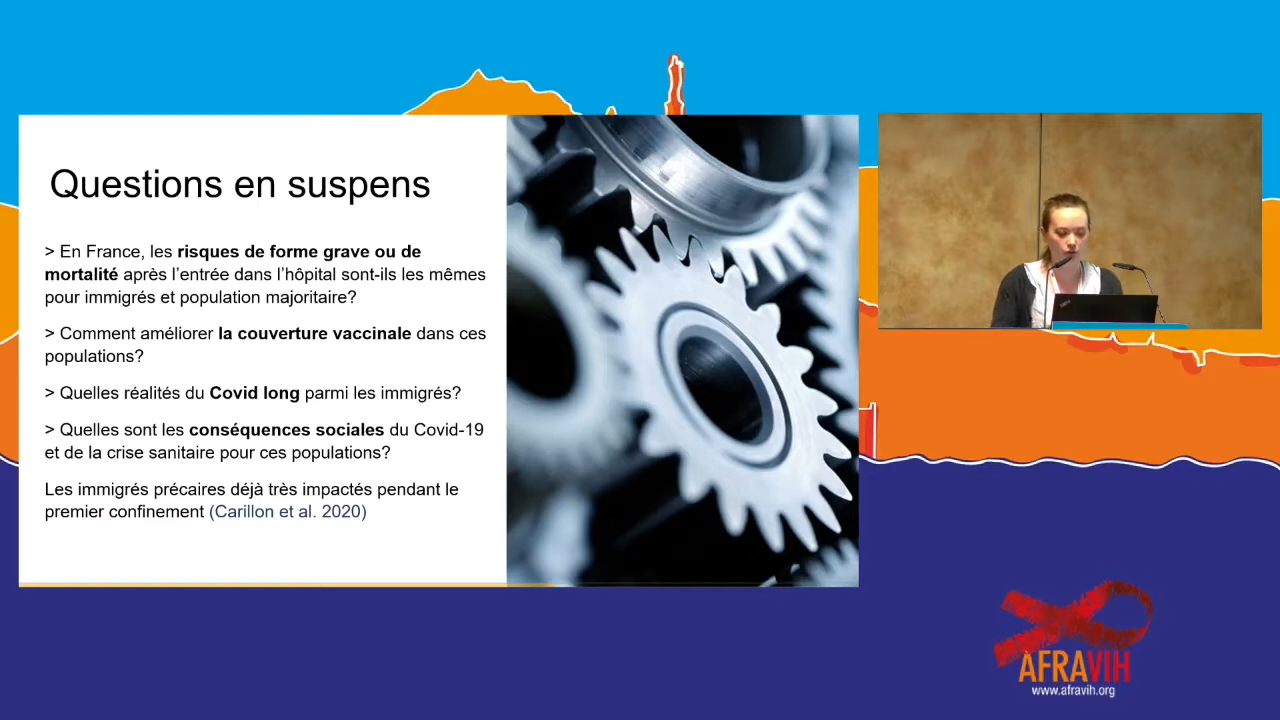 Questions en suspens
> En France, les risques de forme grave ou de
mortalité après l’entrée dans l’hôpital sont-ils les mêmes
pour immigrés et population majoritaire?
> Comment améliorer la couverture vaccinale dans ces
populations?
> Quelles réalités du Covid long parmi les immigrés?
> Quelles sont les conséquences sociales du Covid-19
et de la crise sanitaire pour ces populations?
Les immigrés précaires déjà très impactés pendant le
premier confinement (Carillon et al. 2020)
AFRAVIH
www.afravih.org